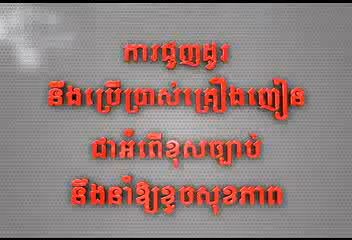 ការជួញដូរ
និងប្រើប្រាស់គ្រឿងញៀន
ជាអំពើខុសច្បាប់
និងនាំឱ្យខូចសុខភាព